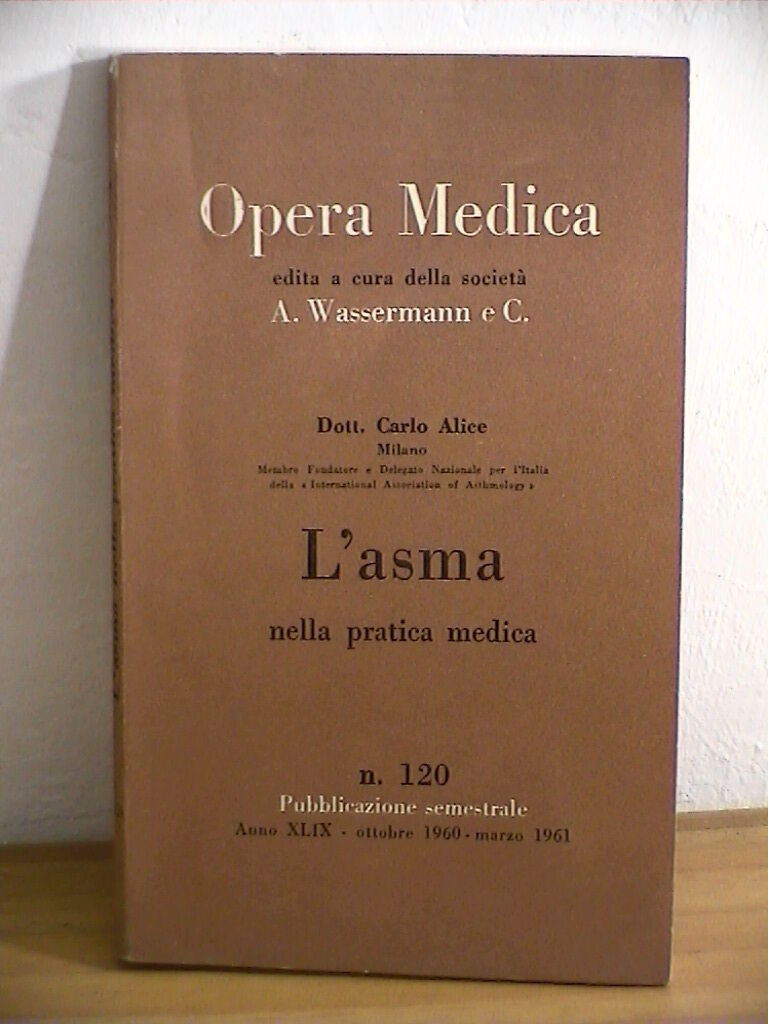 Opera Medica
edita a cura della società
A. Wassermann e C.
Dott. Carlo Alice
Milano
Membro Fondatore e Delegato Nazionale per l'Italia
della « International Association of Asthmology »
L'asma
nella pratica medica
n. 120
Pubblicazione semestrale
Anno XLIX - ottobre 1960 - marzo 1961